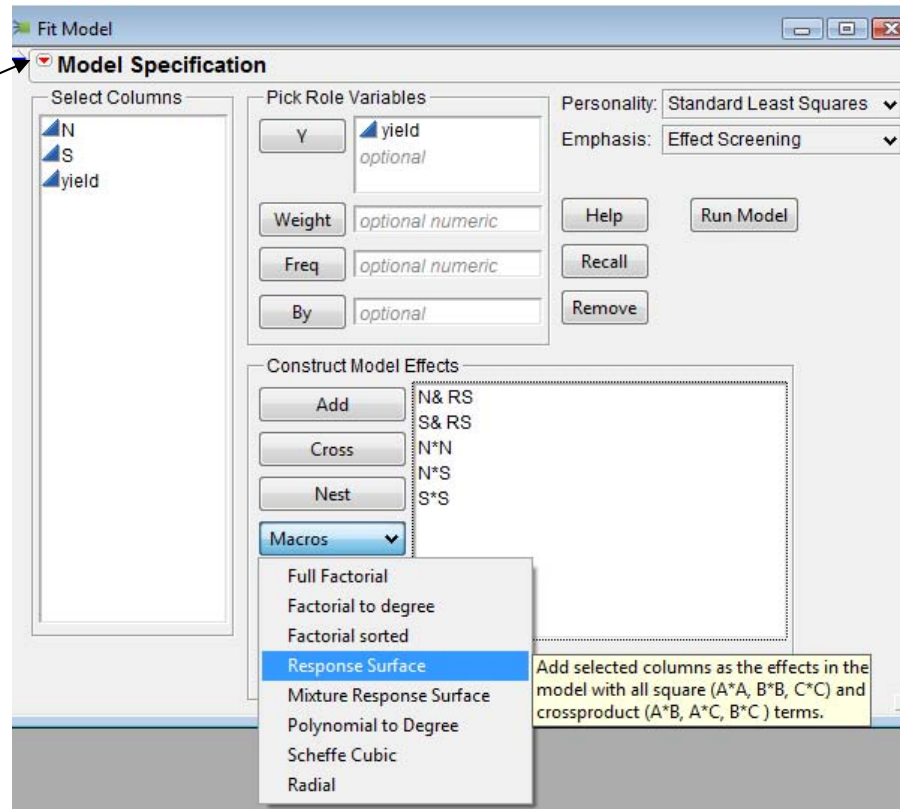 Fit Model
Model Specification
Select Columns
N
S
yield
Pick Role Variables
Y
yield
optional
Weight
optional numeric
Freq
optional numeric
By
optional
Personality: Standard Least Squares
Emphasis: Effect Screening
Help
Run Model
Recall
Remove
Construct Model Effects
Add
Cross
Nest
Macros
N& RS
S& RS
N*N
N*S
S*S
Full Factorial
Factorial to degree
Factorial sorted
Response Surface
Mixture Response Surface
Polynomial to Degree
Scheffe Cubic
Radial
Add selected columns as the effects in the
model with all square (A*A, B*B, C*C) and
crossproduct (A*B, A*C, B*C ) terms.